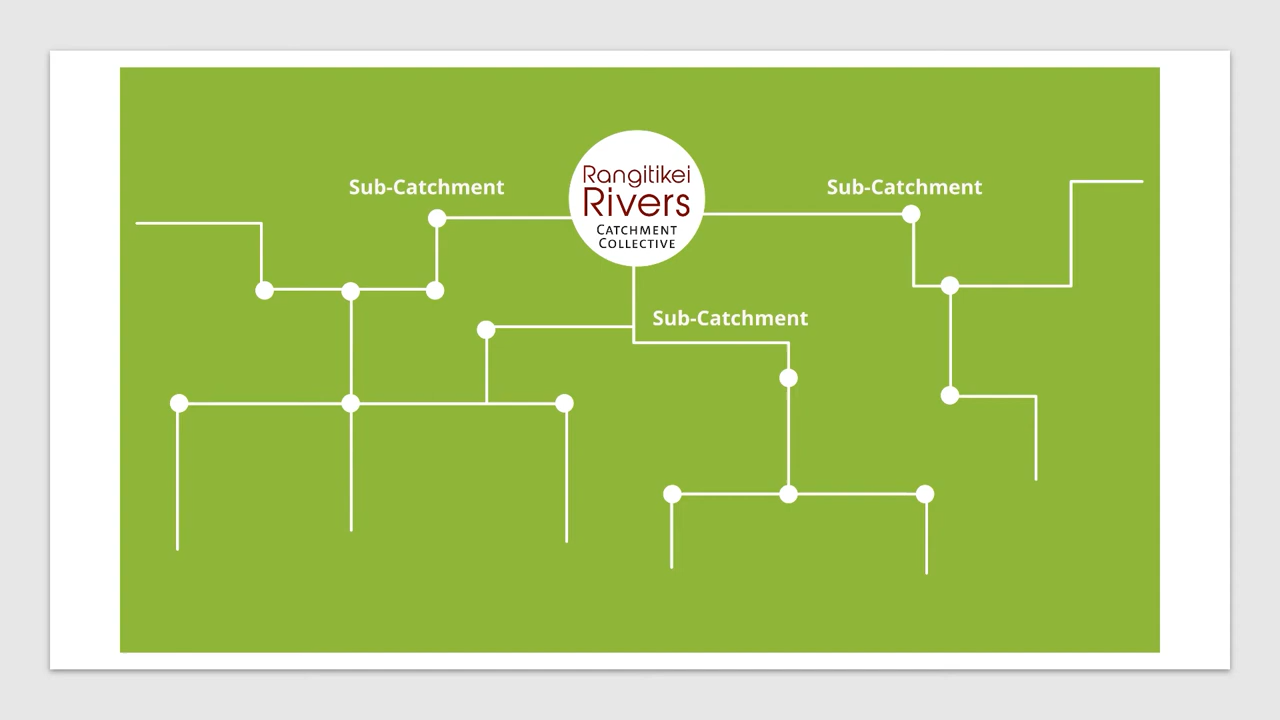 Sub-Catchment
Rangitikei
Rivers
CATCHMENT
COLLECTIVE
Sub-Catchment
Sub-Catchment